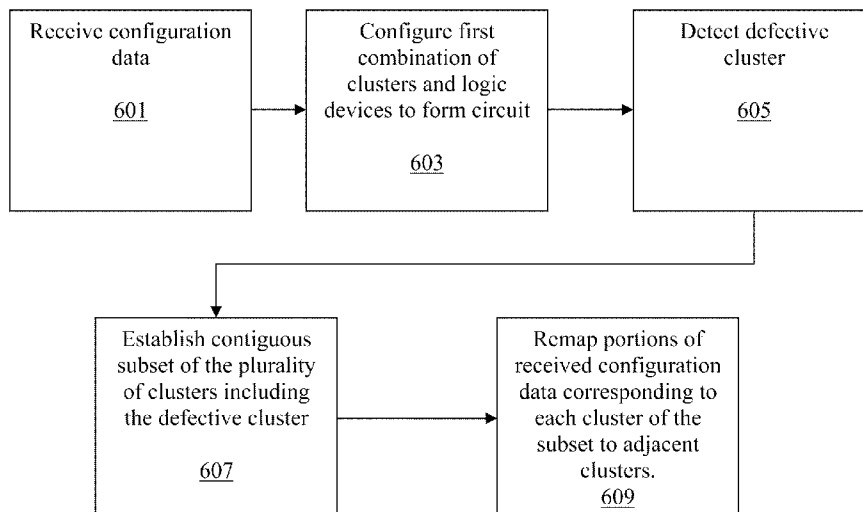 Receive configuration
data
601
Configure first
combination of
clusters and logic
devices to form circuit
603
Detect defective
cluster
605
Establish contiguous
subset of the plurality
of clusters including
the defective cluster
607
Remap portions of
received configuration
data corresponding to
each cluster of the
subset to adjacent
clusters.
609